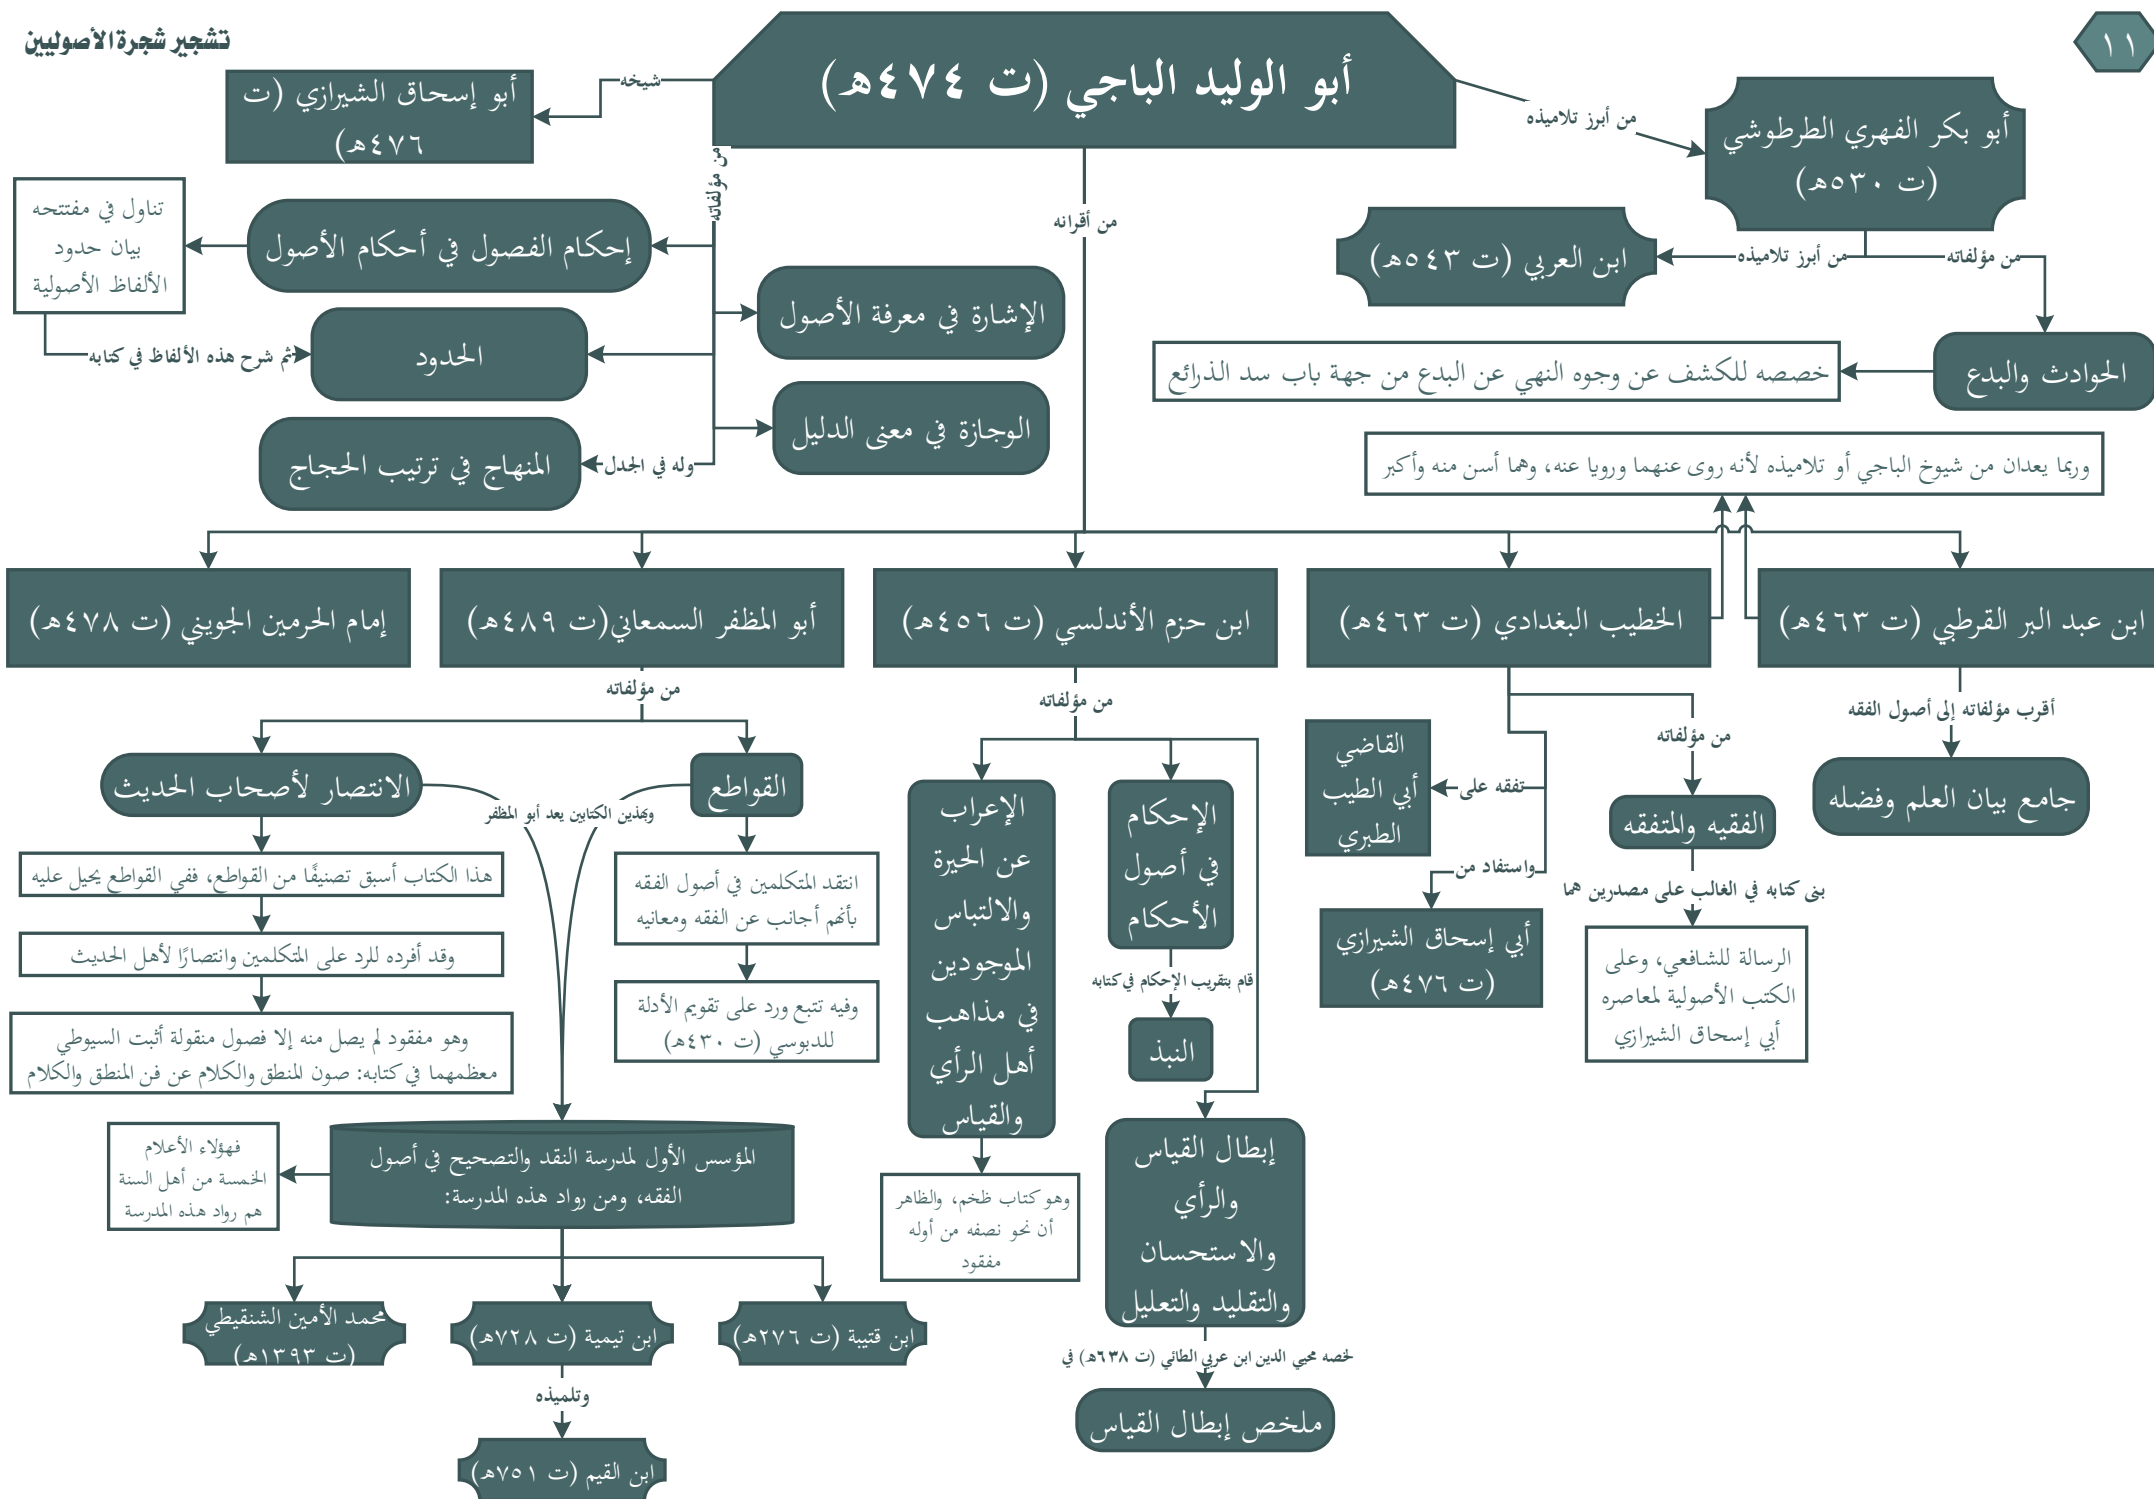 ١١
تشجير شجرة الأصوليين
أبو الوليد الباجي (ت ٤٧٤هـ)
من أبرز تلاميذه
أبو بكر الفهري الطرطوشي
(ت ٥٣٠هـ)
من أبرز تلاميذه
ابن العربي (ت ٥٤٣هـ)
من مؤلفاته
الحوادث والبدع
خصصه للكشف عن وجوه النهي عن البدع من جهة باب سد الذرائع
شيخه
أبو إسحاق الشيرازي (ت
٤٧٦هـ)
من مؤلفاته
إحكام الفصول في أحكام الأصول
تناول في مفتتحه
بيان حدود
الألفاظ الأصولية
ثم شرح هذه الألفاظ في كتابه
الحدود
الإشارة في معرفة الأصول
الوجازة في معنى الدليل
وله في الجدل
المنهاج في ترتيب الحجاج
من أقرانه
وربما يعدان من شيوخ الباجي أو تلاميذه لأنه روى عنهما ورويا عنه، وهما أسن منه وأكبر
ابن عبد البر القرطبي (ت ٤٦٣هـ)
أقرب مؤلفاته إلى أصول الفقه
جامع بيان العلم وفضله
الخطيب البغدادي (ت ٤٦٣هـ)
من مؤلفاته
الفقيه والمتفقه
بنى كتابه في الغالب على مصدرين هما
الرسالة للشافعي، وعلى
الكتب الأصولية لمعاصره
أبي إسحاق الشيرازي
تفقه على
القاضي
أبي الطيب
الطبري
واستفاد من
أبي إسحاق الشيرازي
(ت ٤٧٦هـ)
ابن حزم الأندلسي (ت ٤٥٦هـ)
من مؤلفاته
الإحكام
في أصول
الأحكام
قام بتقريب الإحكام في كتابه
النبذ
إبطال القياس
والرأي
والاستحسان
والتقليد والتعليل
لخصه محيي الدين ابن عربي الطائي (ت ٦٣٨هـ) في
ملخص إبطال القياس
الإعراب
عن الحيرة
والالتباس
الموجودين
في مذاهب
أهل الرأي
والقياس
وهو كتاب ظخم، والظاهر
أن نحو نصفه من أوله
مفقود
أبو المظفر السمعاني(ت ٤٨٩هـ)
من مؤلفاته
القواطع
انتقد المتكلمين في أصول الفقه
بأنهم أجانب عن الفقه ومعانيه
وفيه تتبع ورد على تقويم الأدلة
للدبوسي (ت ٤٣٠هـ)
الانتصار لأصحاب الحديث
هذا الكتاب أسبق تصنيفًا من القواطع، ففي القواطع يحيل عليه
وقد أفرده للرد على المتكلمين وانتصارًا لأهل الحديث
وهو مفقود لم يصل منه إلا فصول منقولة أثبت السيوطي
معظمهما في كتابه: صون المنطق والكلام عن فن المنطق والكلام
وبهذين الكتابين يعد أبو المظفر
المؤسس الأول لمدرسة النقد والتصحيح في أصول
الفقه، ومن رواد هذه المدرسة:
فهؤلاء الأعلام
الخمسة من أهل السنة
هم رواد هذه المدرسة
ابن قتيبة (ت ٢٧٦هـ)
ابن تيمية (ت ٧٢٨هـ)
محمد الأمين الشنقيطي
(ت ١٣٩٣هـ)
وتلميذه
ابن القيم (ت ٧٥١هـ)
إمام الحرمين الجويني (ت ٤٧٨هـ)